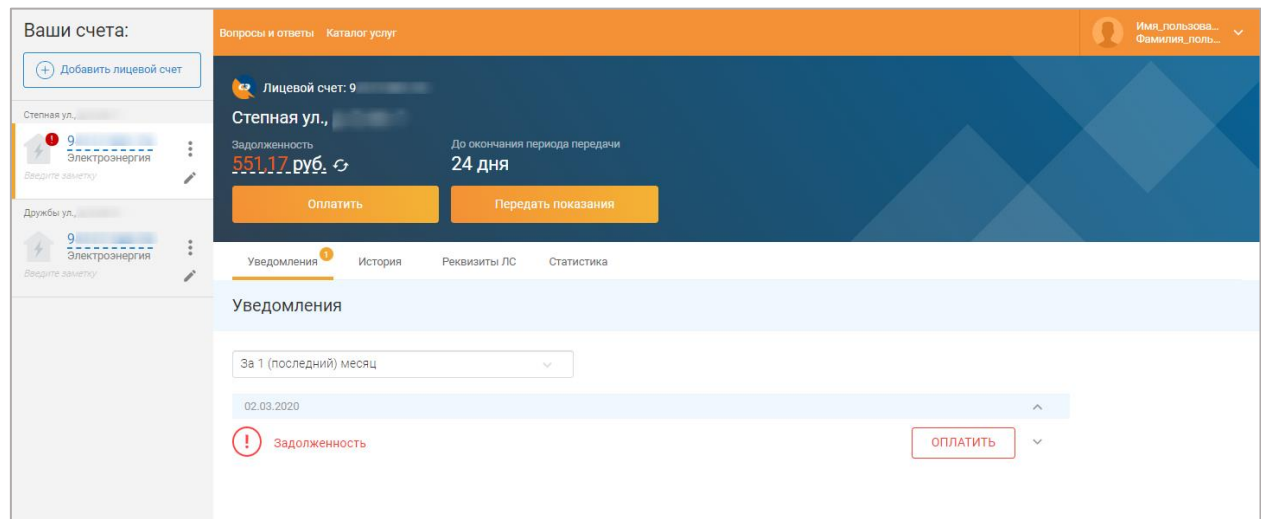 Ваши счета:
Добавить лицевой счет
Степная ул.,
9
Электроэнергия
Введите заметку
Дружбы ул.,
9
Электроэнергия
Введите заметку
Вопросы и ответы Каталог услуг
Имя_пользова...
Фамилия_поль...
Лицевой счет: 9
Степная ул.,
Задолженность
551,17 руб.
До окончания периода передачи
24 дня
Оплатить
Передать показания
Уведомления 1 История Реквизиты ЛС Статистика
Уведомления
За 1 (последний) месяц
02.03.2020
Задолженность
ОПЛАТИТЬ